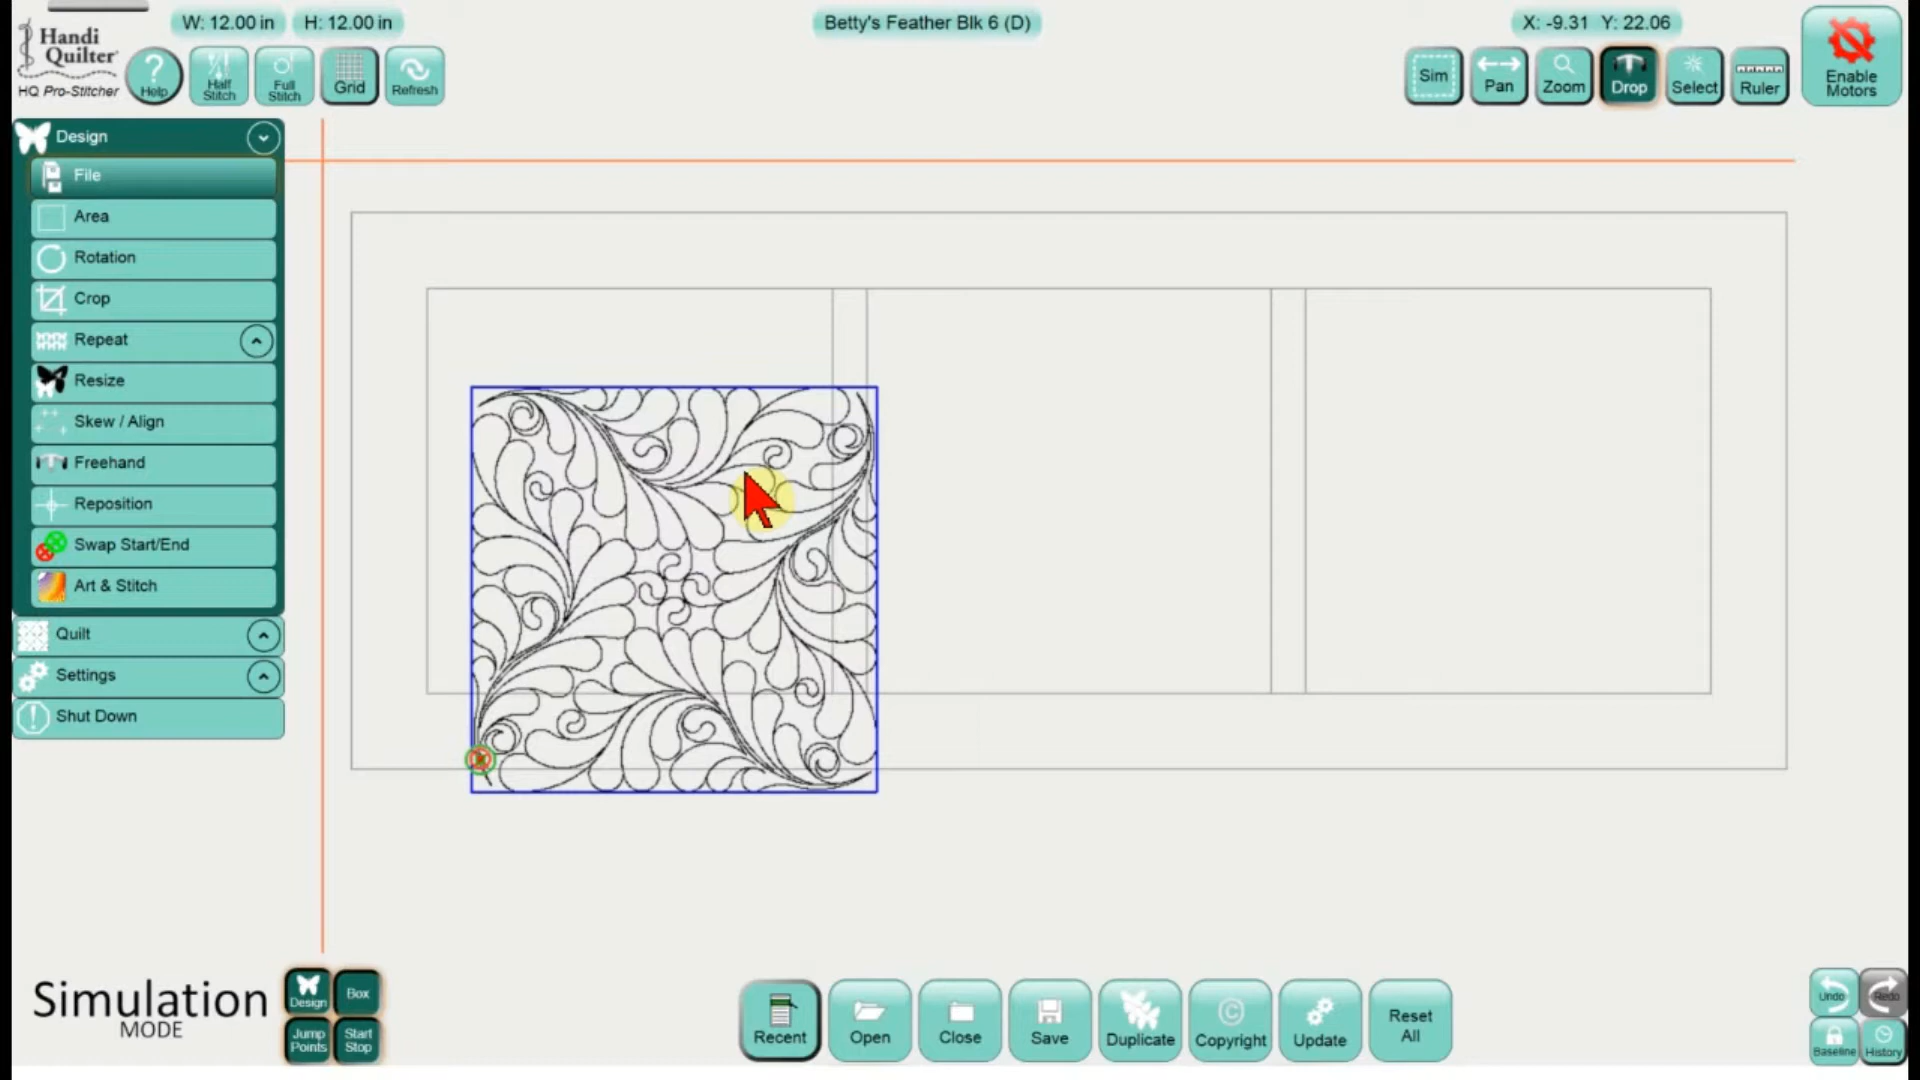 W: 12.00 in
H: 12.00 in
Betty's Feather Blk 6 (D)
X: -9.31 Y: 22.06
Handi
Quilter
HQ Pro-Stitcher
Help
Half
Stitch
Full
Stitch
Grid
Refresh
Sim
Pan
Zoom
Drop
Select
Ruler
Enable
Motors
Design
File
Area
Rotation
Crop
Repeat
Resize
Skew / Align
Freehand
Reposition
Swap Start/End
Art & Stitch
Quilt
Settings
Shut Down
Simulation
MODE
Design
Box
Jump
Points
Start
Stop
Recent
Open
Close
Save
Duplicate
Copyright
Update
Reset
All
Undo
Redo
Baseline
History